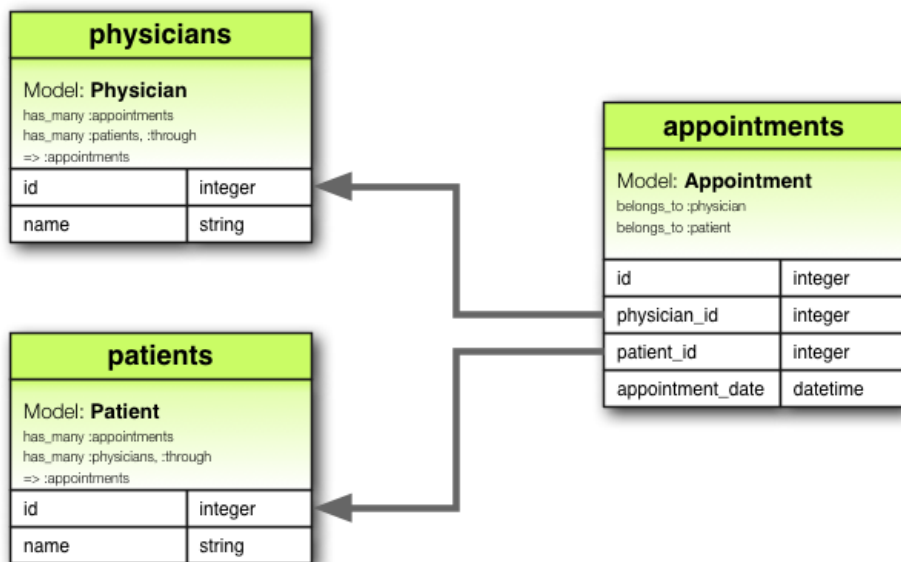 physicians
Model: Physician
has_many :appointments
has_many :patients, :through
=> :appointments
id integer
name string
appointments
Model: Appointment
belongs_to :physician
belongs_to :patient
id integer
physician_id integer
patient_id integer
appointment_date datetime
patients
Model: Patient
has_many :appointments
has_many :physicians, :through
=> :appointments
id integer
name string